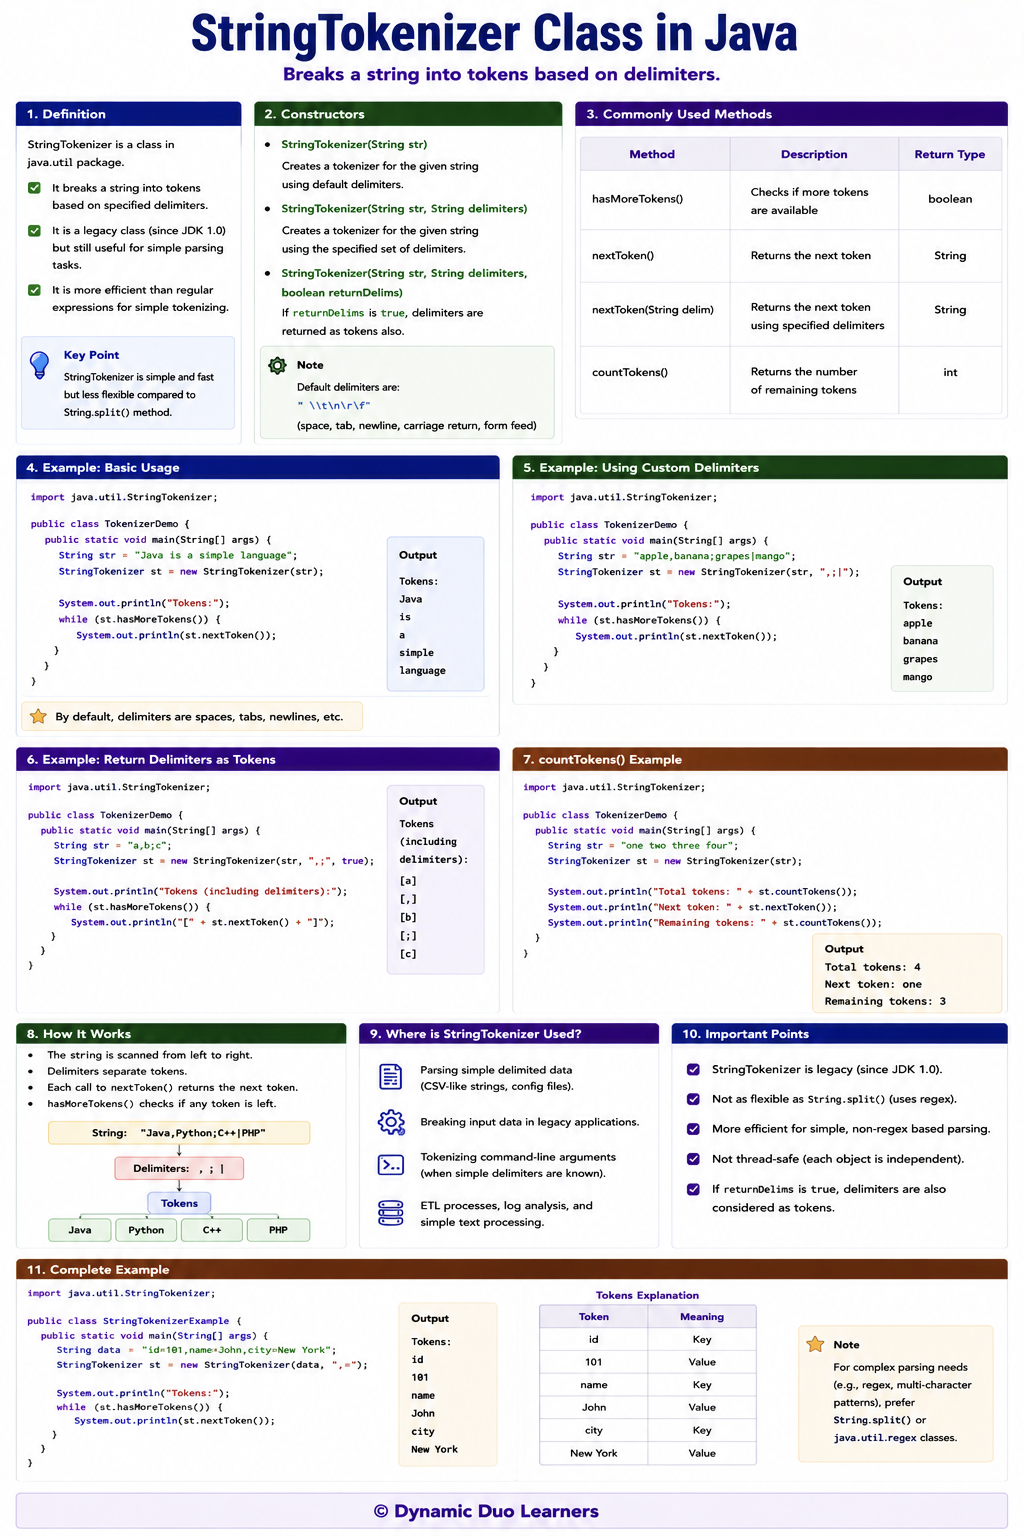 StringTokenizer Class in Java
Breaks a string into tokens based on delimiters.
1. Definition
StringTokenizer is a class in
java.util package.
It breaks a string into tokens
based on specified delimiters.
It is a legacy class (since JDK 1.0)
but still useful for simple parsing
tasks.
It is more efficient than regular
expressions for simple tokenizing.
Key Point
StringTokenizer is simple and fast
but less flexible compared to
String.split() method.
2. Constructors
• StringTokenizer(String str)
Creates a tokenizer for the given string
using default delimiters.
• StringTokenizer(String str, String delimiters)
Creates a tokenizer for the given string
using the specified set of delimiters.
• StringTokenizer(String str, String delimiters,
boolean returnDelims)
If returnDelims is true, delimiters are
returned as tokens also.
Note
Default delimiters are:
" \\t\n\r\f"
(space, tab, newline, carriage return, form feed)
3. Commonly Used Methods
Method Description Return Type
hasMoreTokens() Checks if more tokens
are available boolean
nextToken() Returns the next token String
nextToken(String delim) Returns the next token
using specified delimiters String
countTokens() Returns the number
of remaining tokens int
4. Example: Basic Usage
import java.util.StringTokenizer;
public class TokenizerDemo {
public static void main(String[] args) {
String str = "Java is a simple language";
StringTokenizer st = new StringTokenizer(str);
System.out.println("Tokens:");
while (st.hasMoreTokens()) {
System.out.println(st.nextToken());
}
}
}
Output
Tokens:
Java
is
a
simple
language
By default, delimiters are spaces, tabs, newlines, etc.
5. Example: Using Custom Delimiters
import java.util.StringTokenizer;
public class TokenizerDemo {
public static void main(String[] args) {
String str = "apple,banana;grapes|mango";
StringTokenizer st = new StringTokenizer(str, ",;|");
System.out.println("Tokens:");
while (st.hasMoreTokens()) {
System.out.println(st.nextToken());
}
}
}
Output
Tokens:
apple
banana
grapes
mango
6. Example: Return Delimiters as Tokens
import java.util.StringTokenizer;
public class TokenizerDemo {
public static void main(String[] args) {
String str = "a,b;c";
StringTokenizer st = new StringTokenizer(str, ",;", true);
System.out.println("Tokens (including delimiters):");
while (st.hasMoreTokens()) {
System.out.println("[" + st.nextToken() + "]");
}
}
}
Output
Tokens
(including
delimiters):
[a]
[,]
[b]
[;]
[c]
7. countTokens() Example
import java.util.StringTokenizer;
public class TokenizerDemo {
public static void main(String[] args) {
String str = "one two three four";
StringTokenizer st = new StringTokenizer(str);
System.out.println("Total tokens: " + st.countTokens());
System.out.println("Next token: " + st.nextToken());
System.out.println("Remaining tokens: " + st.countTokens());
}
}
Output
Total tokens: 4
Next token: one
Remaining tokens: 3
8. How It Works
• The string is scanned from left to right.
• Delimiters separate tokens.
• Each call to nextToken() returns the next token.
• hasMoreTokens() checks if any token is left.
String: "Java,Python;C++|PHP"
Delimiters: , ; |
Tokens
Java Python C++ PHP
9. Where is StringTokenizer Used?
Parsing simple delimited data
(CSV-like strings, config files).
Breaking input data in legacy applications.
Tokenizing command-line arguments
(when simple delimiters are known).
ETL processes, log analysis, and
simple text processing.
10. Important Points
StringTokenizer is legacy (since JDK 1.0).
Not as flexible as String.split() (uses regex).
More efficient for simple, non-regex based parsing.
Not thread-safe (each object is independent).
If returnDelims is true, delimiters are also
considered as tokens.
11. Complete Example
import java.util.StringTokenizer;
public class StringTokenizerExample {
public static void main(String[] args) {
String data = "id=101,name=John,city=New York";
StringTokenizer st = new StringTokenizer(data, ",=");
System.out.println("Tokens:");
while (st.hasMoreTokens()) {
System.out.println(st.nextToken());
}
}
}
Output
Tokens:
id
101
name
John
city
New York
Tokens Explanation
Token Meaning
id Key
101 Value
name Key
John Value
city Key
New York Value
Note
For complex parsing needs
(e.g., regex, multi-character
patterns), prefer
String.split() or
java.util.regex classes.
© Dynamic Duo Learners